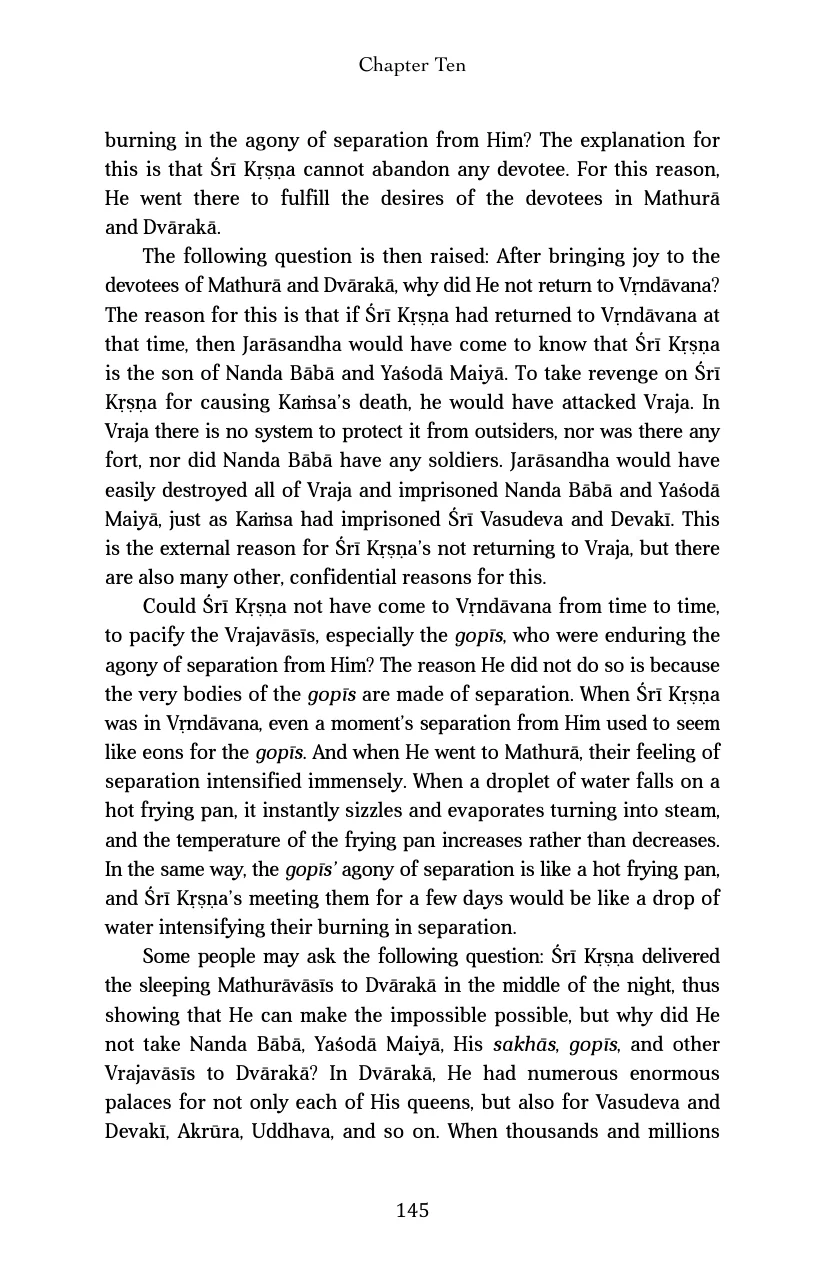 Chapter Ten
burning in the agony of separation from Him? The explanation for
this is that Śrī Kṛṣṇa cannot abandon any devotee. For this reason,
He went there to fulfill the desires of the devotees in Mathurā
and Dvārakā.
The following question is then raised: After bringing joy to the
devotees of Mathurā and Dvārakā, why did He not return to Vṛndāvana?
The reason for this is that if Śrī Kṛṣṇa had returned to Vṛndāvana at
that time, then Jarāsandha would have come to know that Śrī Kṛṣṇa
is the son of Nanda Bābā and Yaśodā Maiyā. To take revenge on Śrī
Kṛṣṇa for causing Kaṁsa’s death, he would have attacked Vraja. In
Vraja there is no system to protect it from outsiders, nor was there any
fort, nor did Nanda Bābā have any soldiers. Jarāsandha would have
easily destroyed all of Vraja and imprisoned Nanda Bābā and Yaśodā
Maiyā, just as Kaṁsa had imprisoned Śrī Vasudeva and Devakī. This
is the external reason for Śrī Kṛṣṇa’s not returning to Vraja, but there
are also many other, confidential reasons for this.
Could Śrī Kṛṣṇa not have come to Vṛndāvana from time to time,
to pacify the Vrajavāsīs, especially the gopīs, who were enduring the
agony of separation from Him? The reason He did not do so is because
the very bodies of the gopīs are made of separation. When Śrī Kṛṣṇa
was in Vṛndāvana, even a moment’s separation from Him used to seem
like eons for the gopīs. And when He went to Mathurā, their feeling of
separation intensified immensely. When a droplet of water falls on a
hot frying pan, it instantly sizzles and evaporates turning into steam,
and the temperature of the frying pan increases rather than decreases.
In the same way, the gopīs’ agony of separation is like a hot frying pan,
and Śrī Kṛṣṇa’s meeting them for a few days would be like a drop of
water intensifying their burning in separation.
Some people may ask the following question: Śrī Kṛṣṇa delivered
the sleeping Mathurāvāsīs to Dvārakā in the middle of the night, thus
showing that He can make the impossible possible, but why did He
not take Nanda Bābā, Yaśodā Maiyā, His sakhās, gopīs, and other
Vrajavāsīs to Dvārakā? In Dvārakā, He had numerous enormous
palaces for not only each of His queens, but also for Vasudeva and
Devakī, Akrūra, Uddhava, and so on. When thousands and millions
145